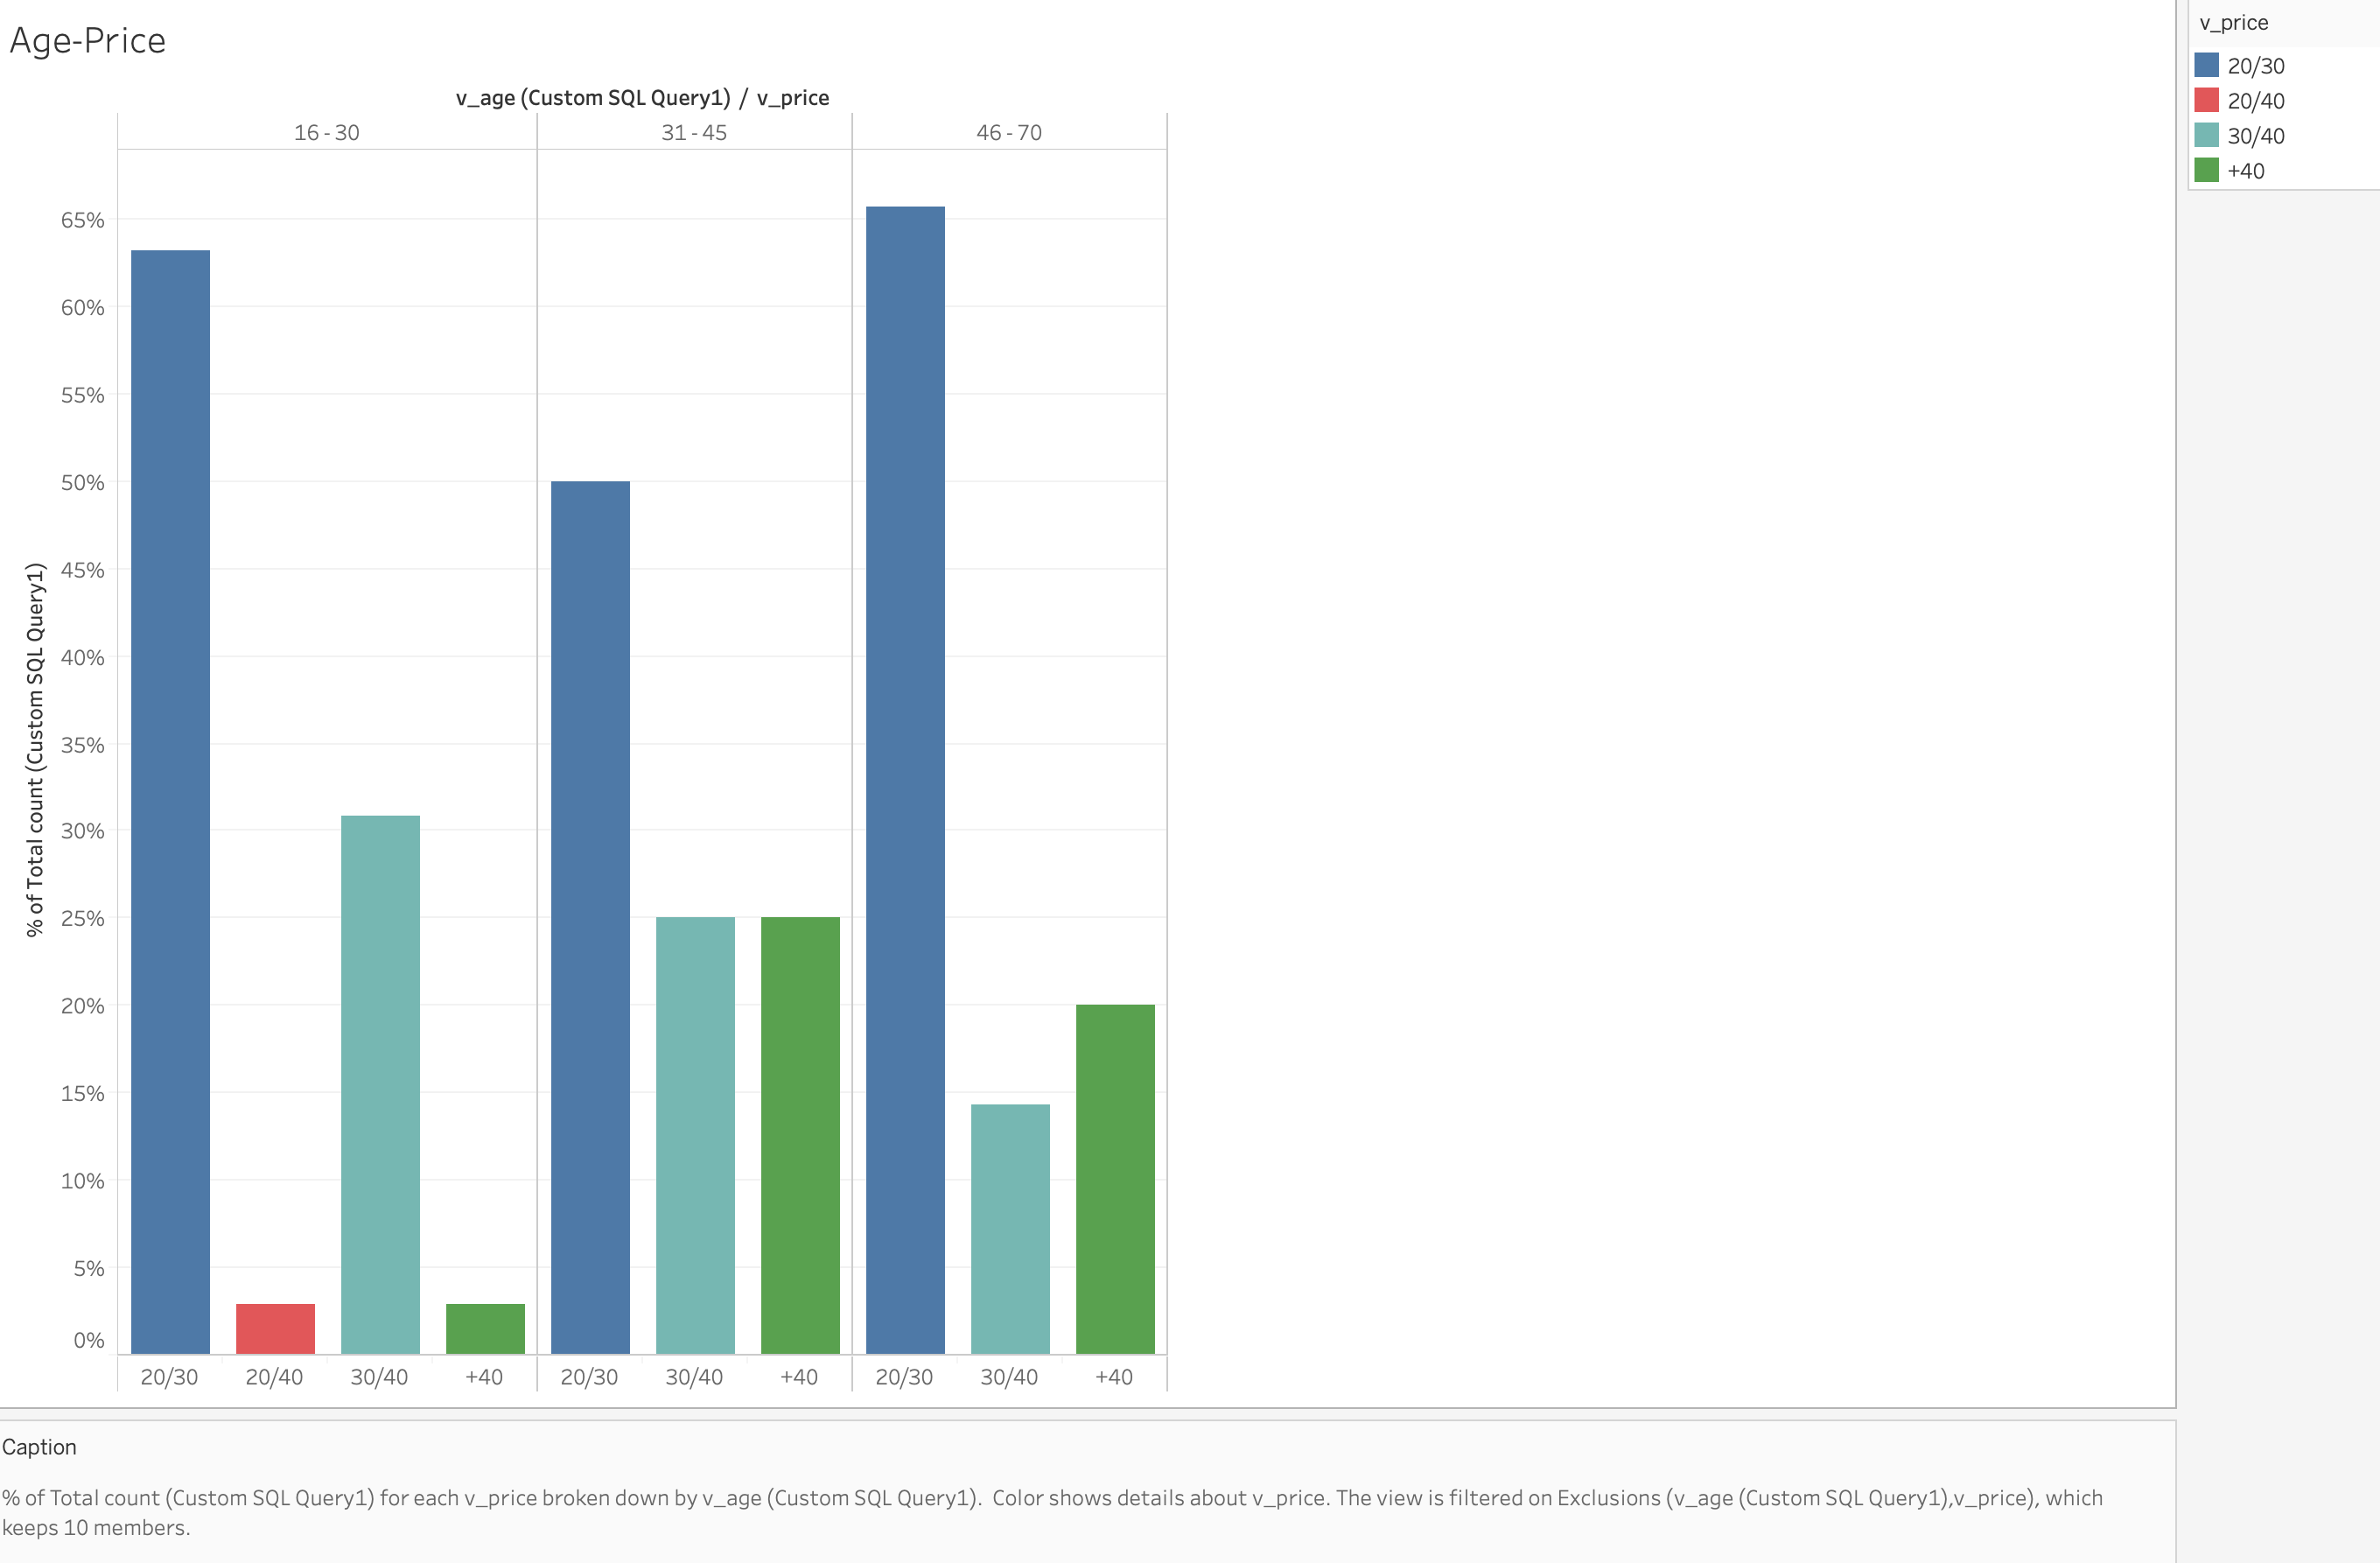 Age-Price
v_age (Custom SQL Query1) / v_price
16 - 30
31 - 45
46 - 70
% of Total count (Custom SQL Query1)
65%
60%
55%
50%
45%
40%
35%
30%
25%
20%
15%
10%
5%
0%
20/30 20/40 30/40 +40 20/30 30/40 +40 20/30 30/40 +40
v_price
20/30
20/40
30/40
+40
Caption
% of Total count (Custom SQL Query1) for each v_price broken down by v_age (Custom SQL Query1).  Color shows details about v_price. The view is filtered on Exclusions (v_age (Custom SQL Query1),v_price), which
keeps 10 members.